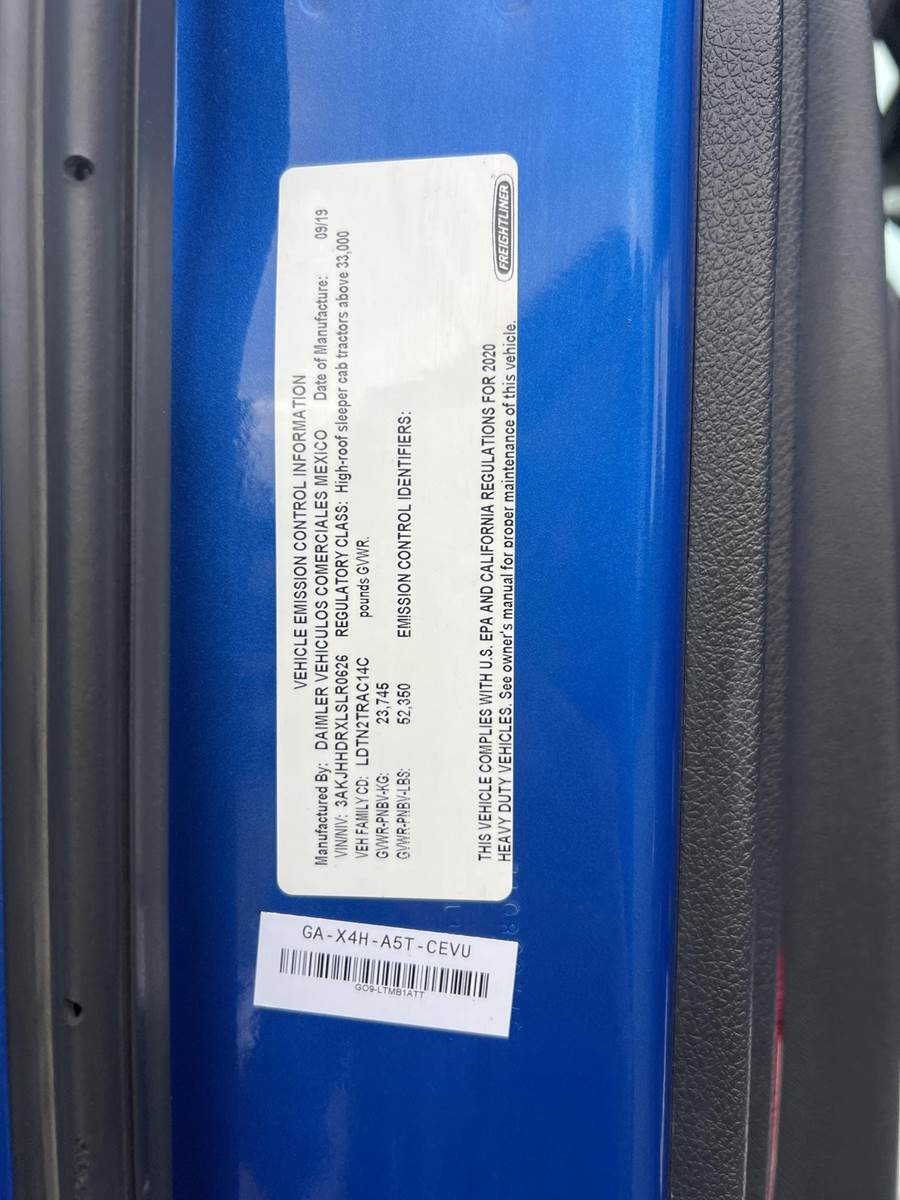 VEHICLE EMISSION CONTROL INFORMATION
Manufactured By: DAIMLER VEHICULOS COMERCIALES MEXICO Date of Manufacture: 09/19
VIN/NIV: 3AKJHHDRXLSLR0626 REGULATORY CLASS: High-roof sleeper cab tractors above 33,000
VEH FAMILY CD: LDTN2TRAC14C pounds GVWR.
GVWR-PNBV-KG: 23,745
GVWR-PNBV-LBS: 52,350 EMISSION CONTROL IDENTIFIERS:
THIS VEHICLE COMPLIES WITH U.S. EPA AND CALIFORNIA REGULATIONS FOR 2020
HEAVY DUTY VEHICLES. See owner's manual for proper maintenance of this vehicle.
FREIGHTLINER
GA-X4H-A5T-CEVU
GO9-LTMB1ATT